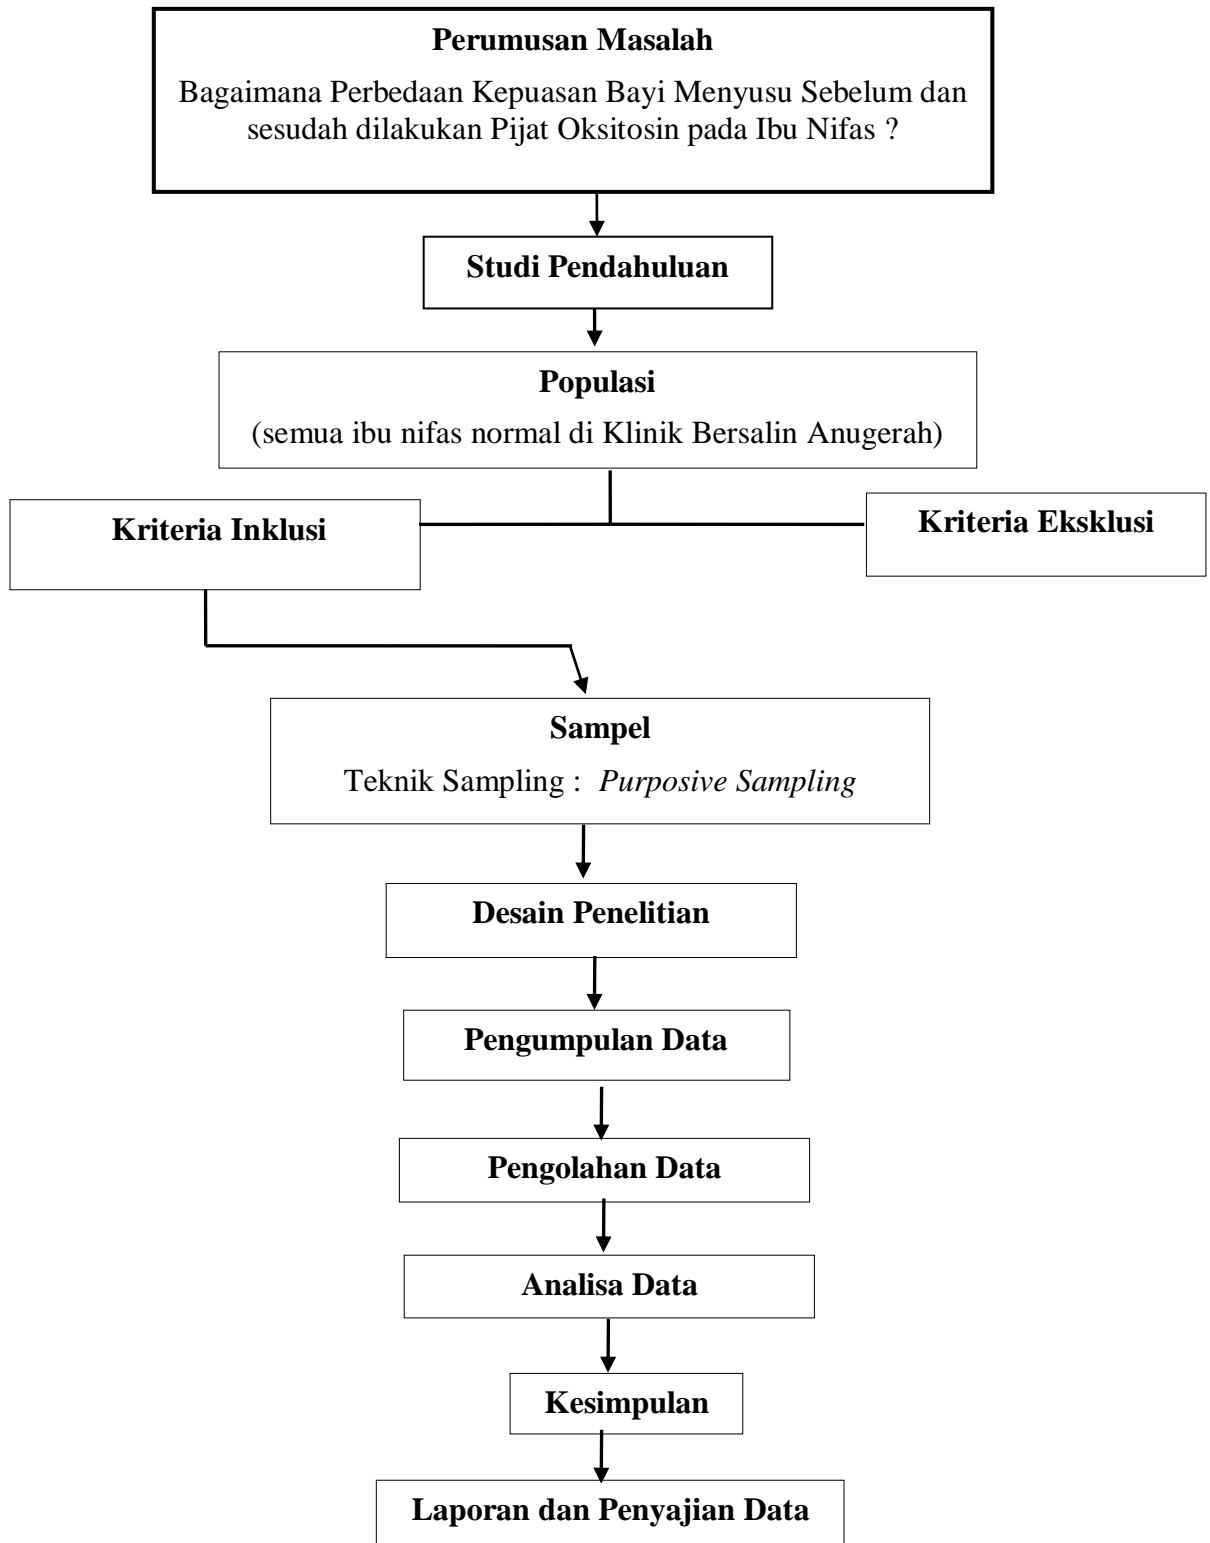 Perumusan Masalah
Bagaimana Perbedaan Kepuasan Bayi Menyusu Sebelum dan
sesudah dilakukan Pijat Oksitosin pada Ibu Nifas ?
Studi Pendahuluan
Populasi
(semua ibu nifas normal di Klinik Bersalin Anugerah)
Kriteria Inklusi
Kriteria Eksklusi
Sampel
Teknik Sampling : Purposive Sampling
Desain Penelitian
Pengumpulan Data
Pengolahan Data
Analisa Data
Kesimpulan
Laporan dan Penyajian Data